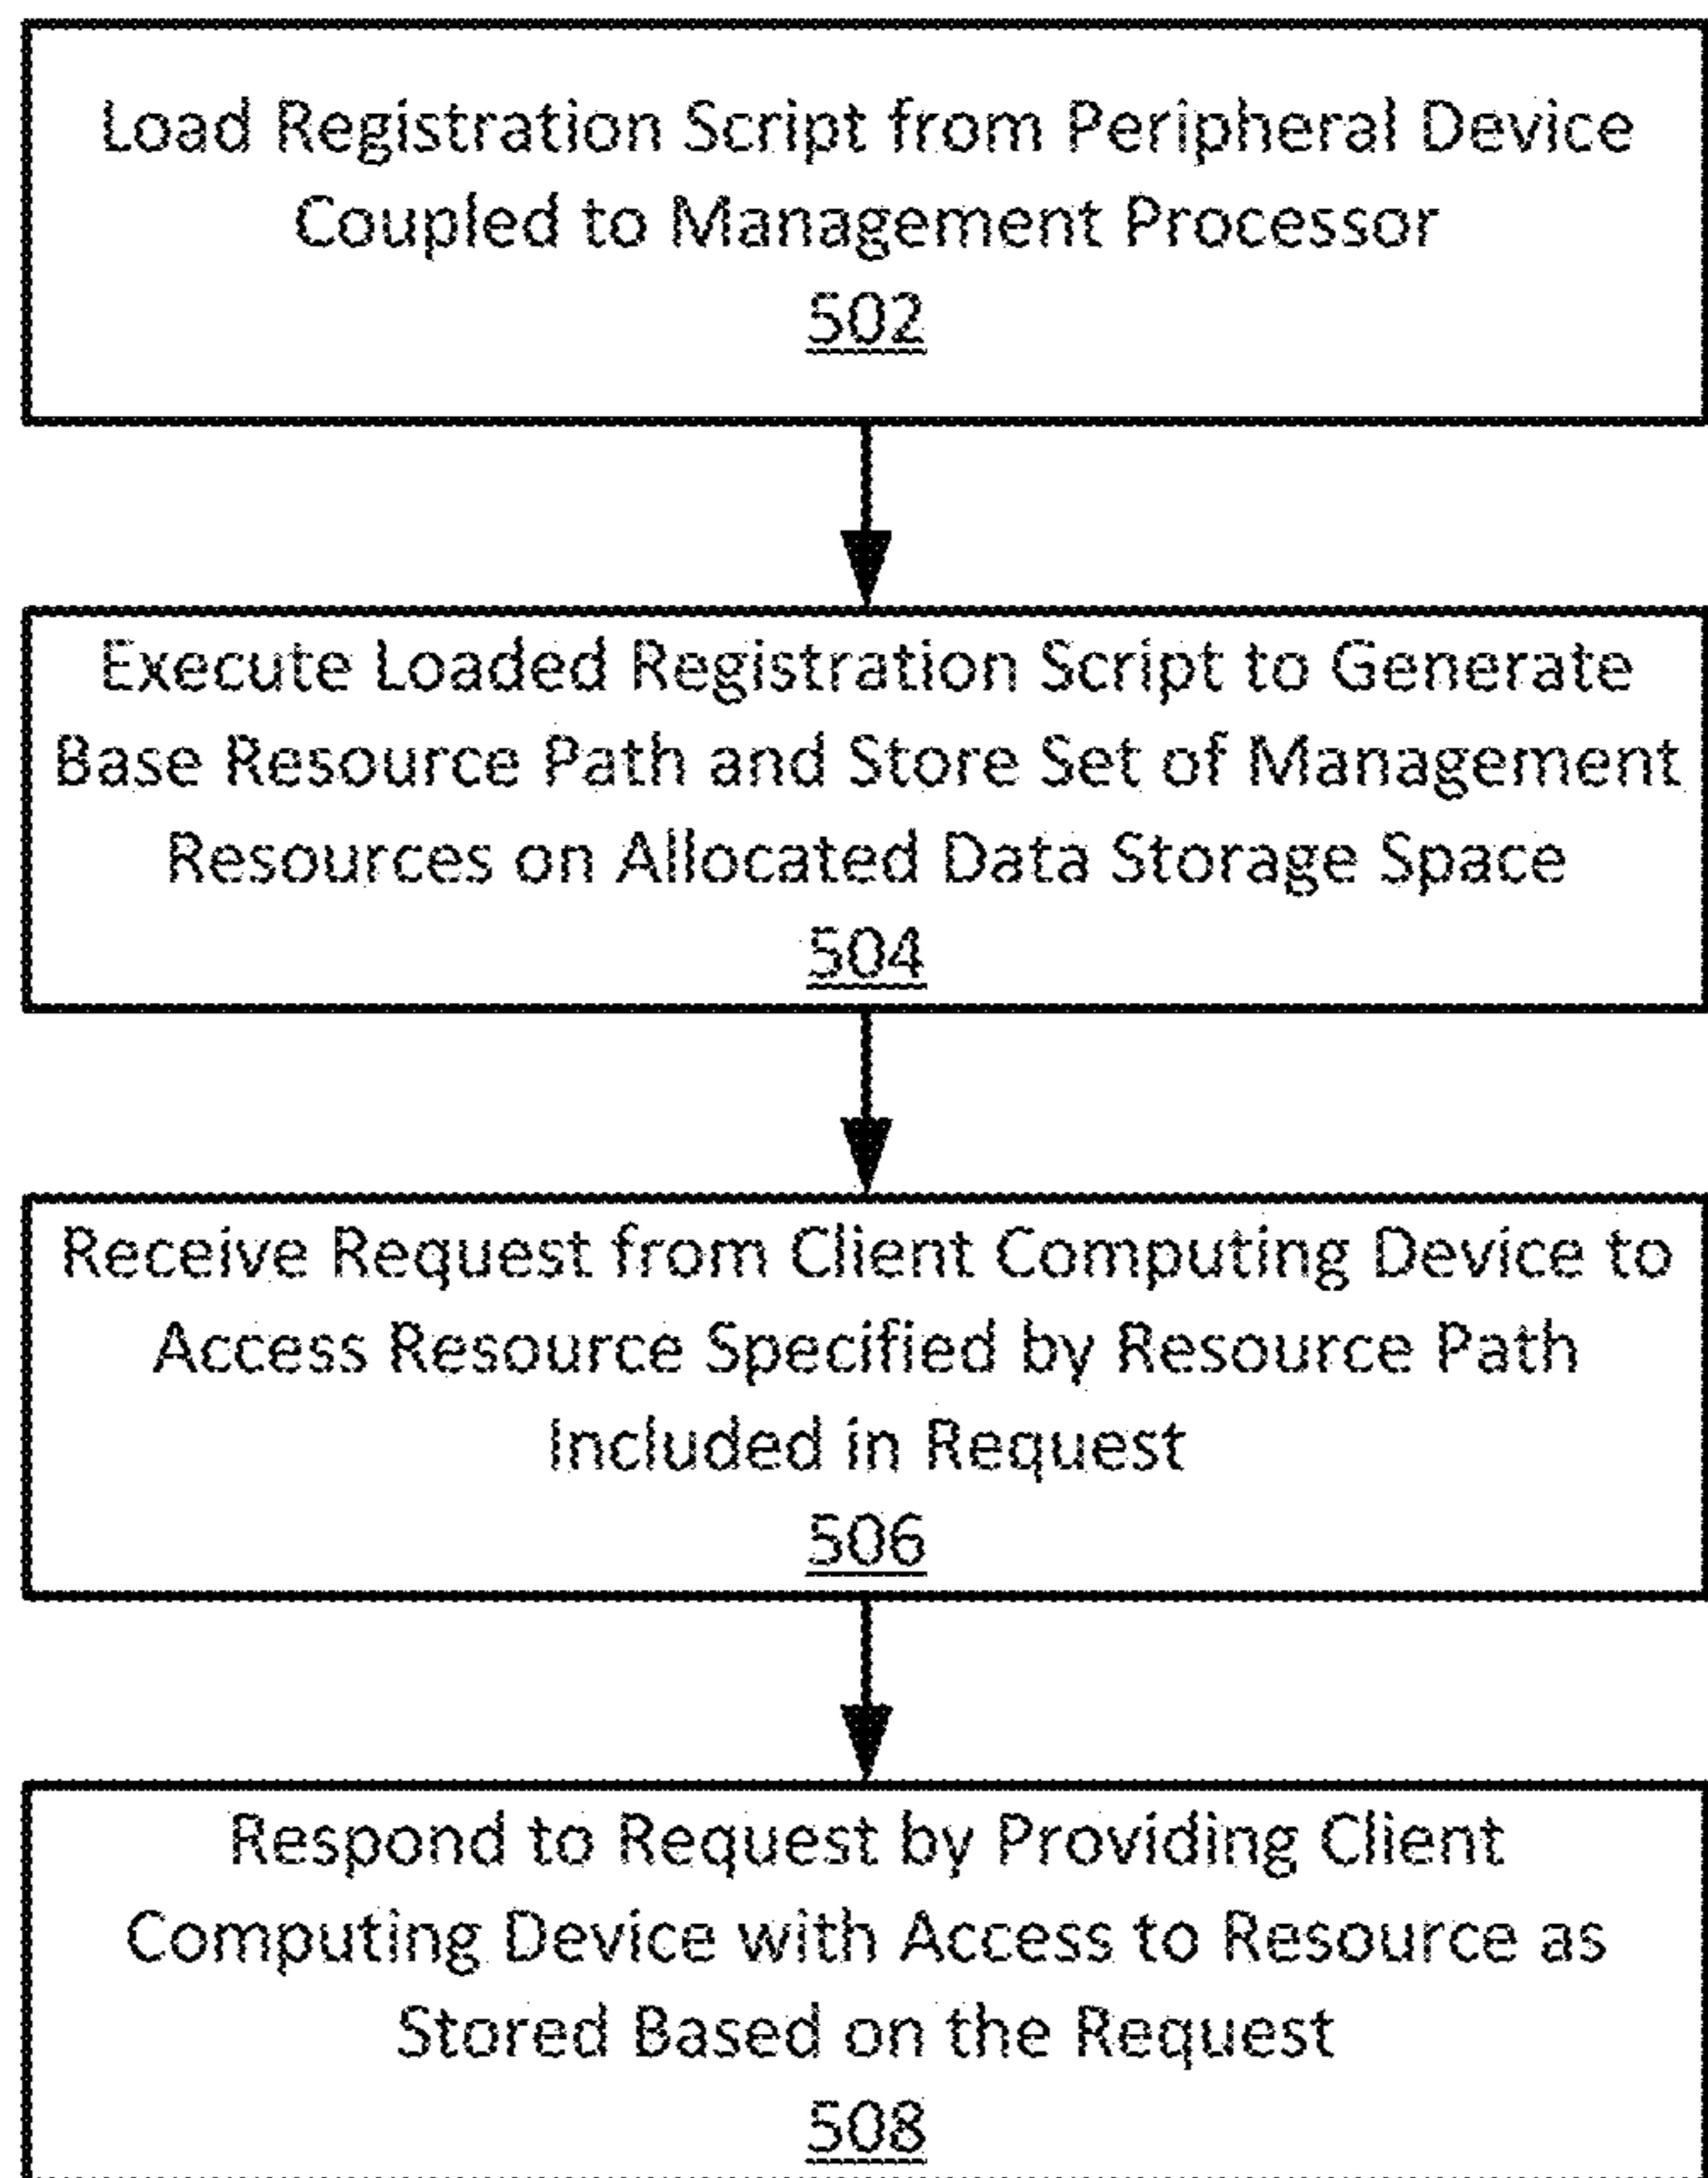 Load Registration Script from Peripheral Device
Coupled to Management Processor
502
Execute Loaded Registration Script to Generate
Base Resource Path and Store Set of Management
Resources on Allocated Data Storage Space
504
Receive Request from Client Computing Device to
Access Resource Specified by Resource Path
Included in Request
506
Respond to Request by Providing Client
Computing Device with Access to Resource as
Stored Based on the Request
508